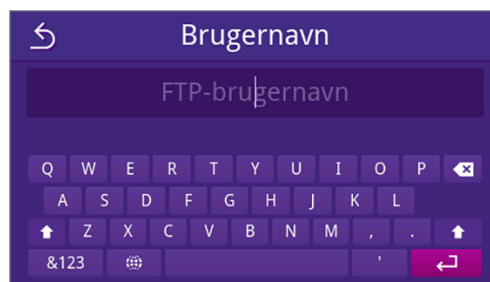 Brugernavn
FTP-brugernavn
Q W E R T Y U I O P
A S D F G H J K L
Z X C V B N M , .
&123 '